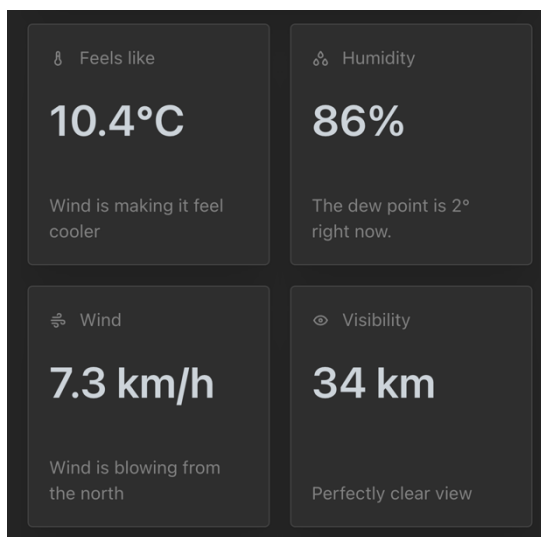 Feels like
10.4°C
Wind is making it feel
cooler
Humidity
86%
The dew point is 2°
right now.
Wind
7.3 km/h
Wind is blowing from
the north
Visibility
34 km
Perfectly clear view